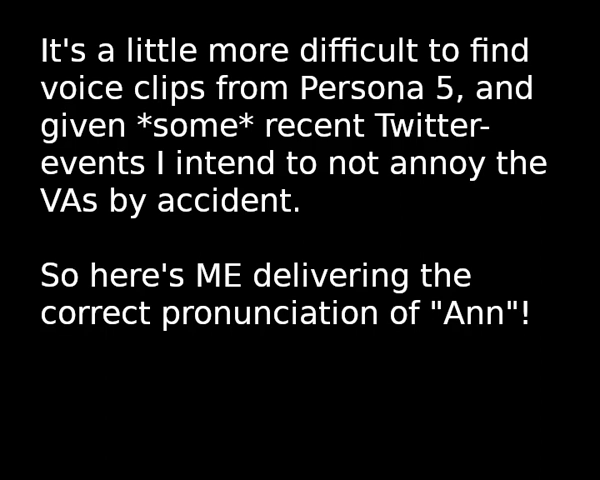 It's a little more difficult to find
voice clips from Persona 5, and
given *some* recent Twitter-
events I intend to not annoy the
VAs by accident.
So here's ME delivering the
correct pronunciation of "Ann"!